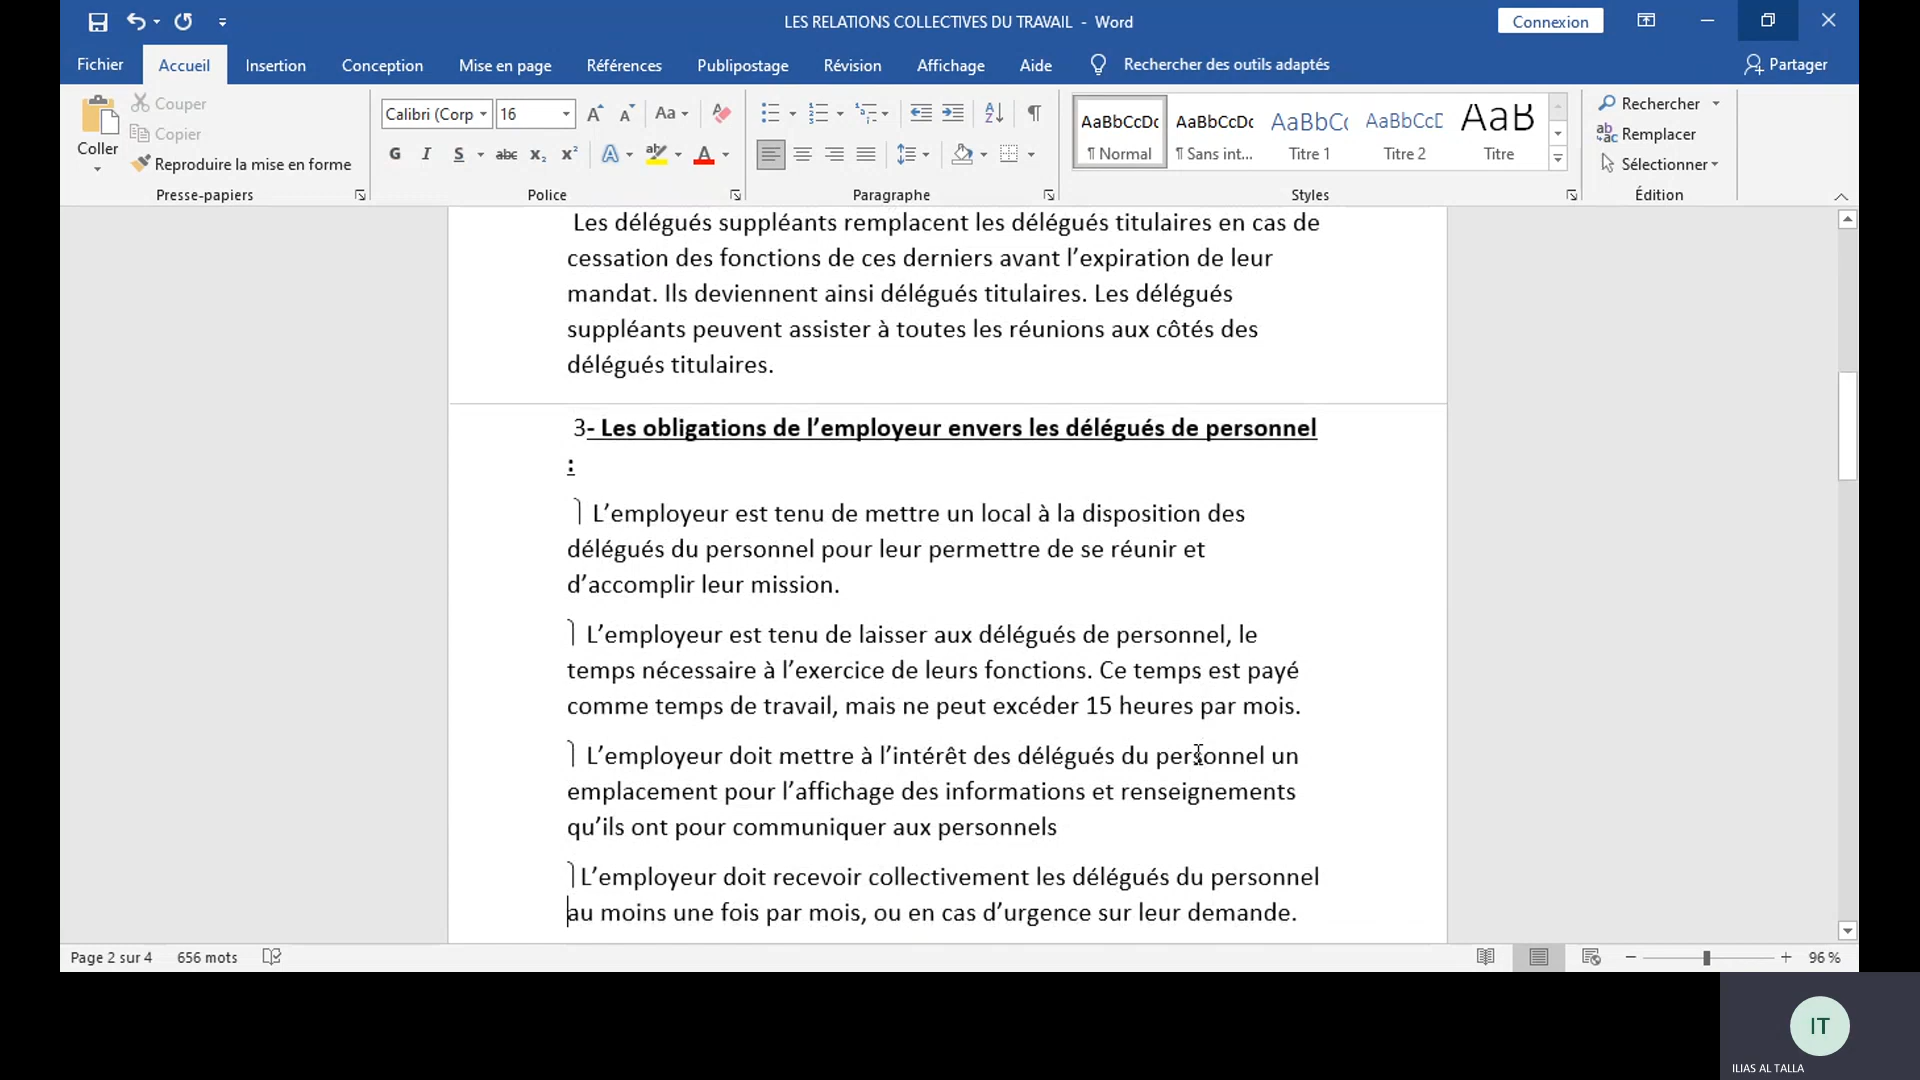 LES RELATIONS COLLECTIVES DU TRAVAIL - Word
Connexion
Fichier Accueil Insertion Conception Mise en page Références Publipostage Révision Affichage Aide Rechercher des outils adaptés Partager
Coller
Couper
Copier
Reproduire la mise en forme
Presse-papiers
Calibri (Corp 16
Police
Paragraphe
AaBbCcDc AaBbCcDc AaBbC( AaBbCcD AaB
¶ Normal ¶ Sans int... Titre 1 Titre 2 Titre
Styles
Rechercher
Remplacer
Sélectionner
Édition
Les délégués suppléants remplacent les délégués titulaires en cas de
cessation des fonctions de ces derniers avant l’expiration de leur
mandat. Ils deviennent ainsi délégués titulaires. Les délégués
suppléants peuvent assister à toutes les réunions aux côtés des
délégués titulaires.
3- Les obligations de l’employeur envers les délégués de personnel
:
L’employeur est tenu de mettre un local à la disposition des
délégués du personnel pour leur permettre de se réunir et
d’accomplir leur mission.
L’employeur est tenu de laisser aux délégués de personnel, le
temps nécessaire à l’exercice de leurs fonctions. Ce temps est payé
comme temps de travail, mais ne peut excéder 15 heures par mois.
L’employeur doit mettre à l’intérêt des délégués du personnel un
emplacement pour l’affichage des informations et renseignements
qu’ils ont pour communiquer aux personnels
L’employeur doit recevoir collectivement les délégués du personnel
au moins une fois par mois, ou en cas d’urgence sur leur demande.
Page 2 sur 4 656 mots 96 %
IT
ILIAS AL TALLA